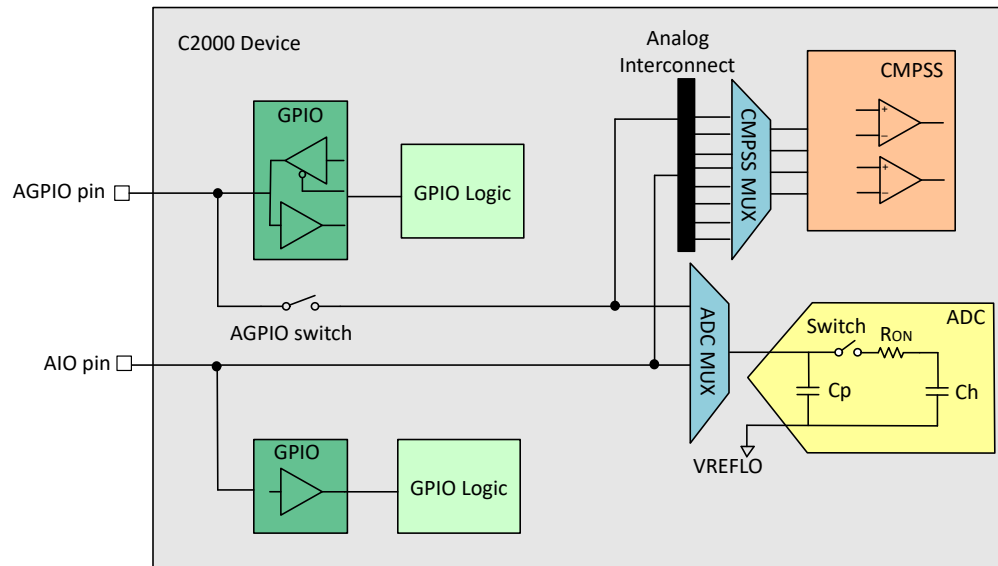 C2000 Device
Analog
Interconnect
CMPSS
+
−
+
−
CMPSS MUX
GPIO
GPIO Logic
AGPIO pin
AGPIO switch
AIO pin
ADC MUX
ADC
Switch
RON
Cp
Ch
VREFLO
GPIO
GPIO Logic